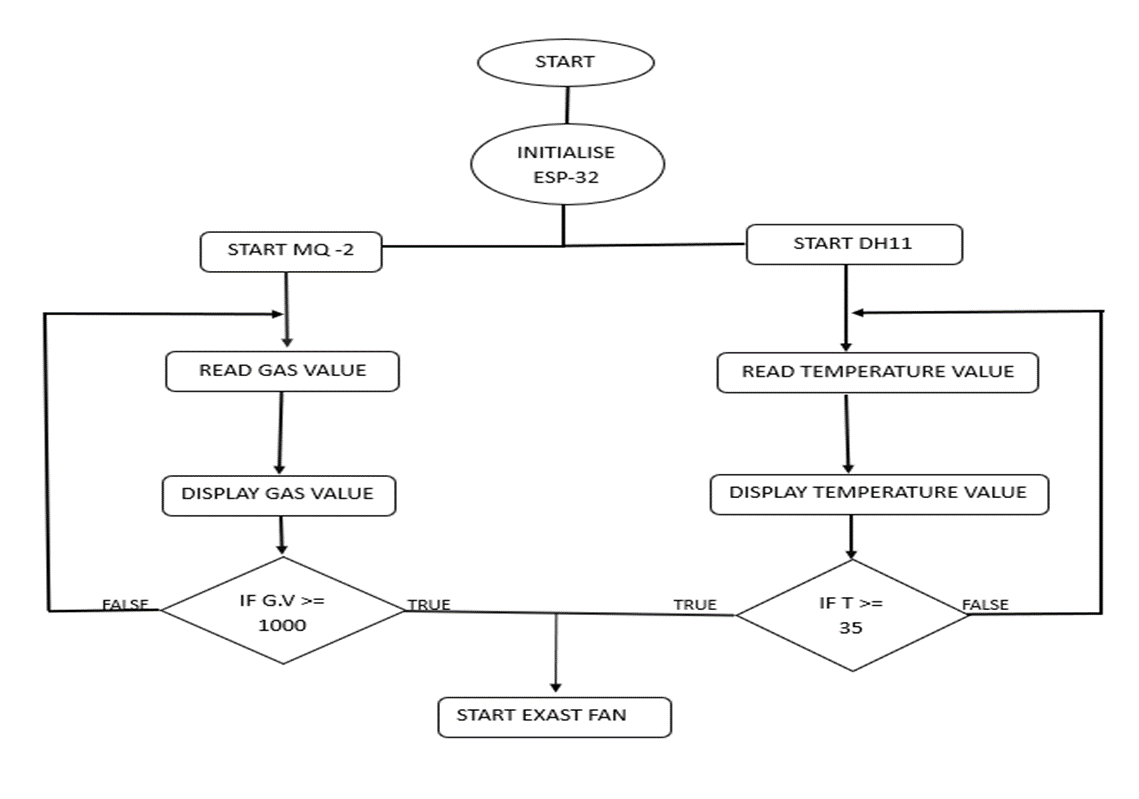 START
INITIALISE
ESP-32
START MQ -2
START DH11
READ GAS VALUE
READ TEMPERATURE VALUE
DISPLAY GAS VALUE
DISPLAY TEMPERATURE VALUE
FALSE
IF G.V >=
1000
TRUE
TRUE
IF T >=
35
FALSE
START EXAST FAN